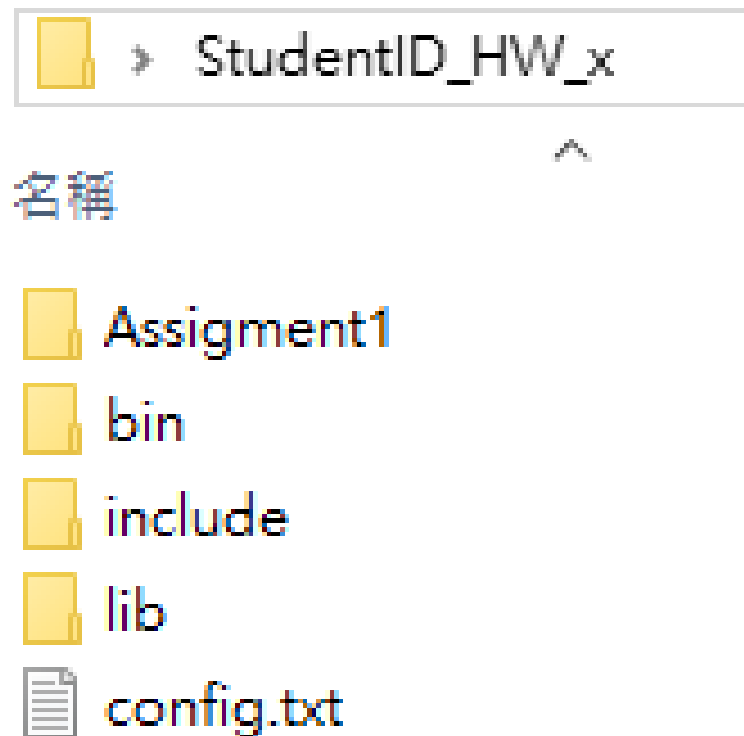 StudentID_HW_x
名稱
Assigment1
bin
include
lib
config.txt